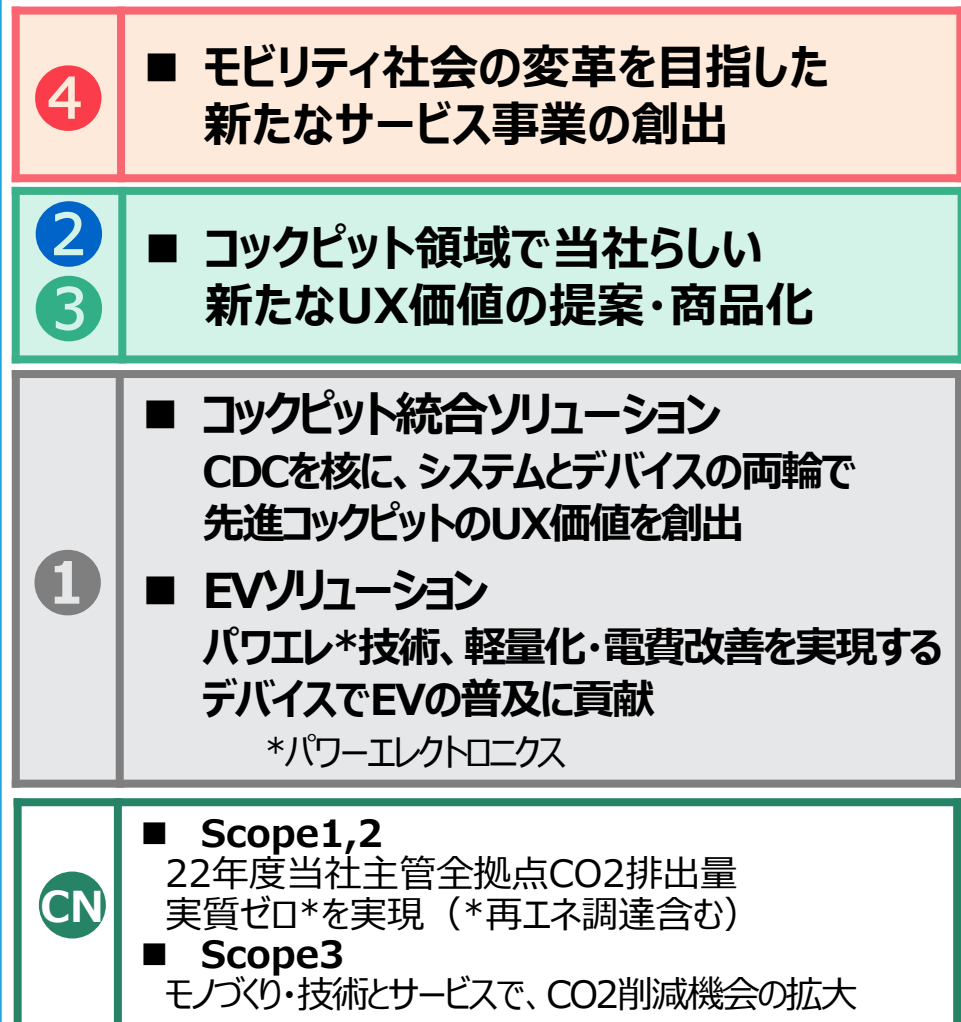 4
■ モビリティ社会の変革を目指した
新たなサービス事業の創出
2
3
■ コックピット領域で当社らしい
新たなUX価値の提案・商品化
1
■ コックピット統合ソリューション
CDCを核に、システムとデバイスの両輪で
先進コックピットのUX価値を創出
■ EVソリューション
パワエレ*技術、軽量化・電費改善を実現する
デバイスでEVの普及に貢献
*パワーエレクトロニクス
CN
■ Scope1,2
22年度当社主管全拠点CO2排出量
実質ゼロ*を実現（*再エネ調達含む）
■ Scope3
モノづくり・技術とサービスで、CO2削減機会の拡大